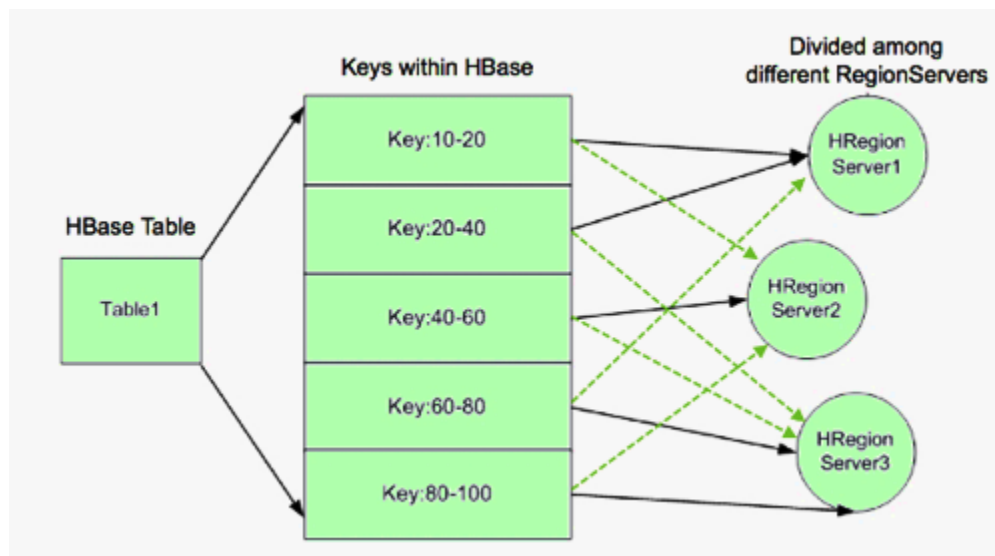 Keys within HBase
Divided among
different RegionServers
HBase Table
Table1
Key:10-20
Key:20-40
Key:40-60
Key:60-80
Key:80-100
HRegion
Server1
HRegion
Server2
HRegion
Server3